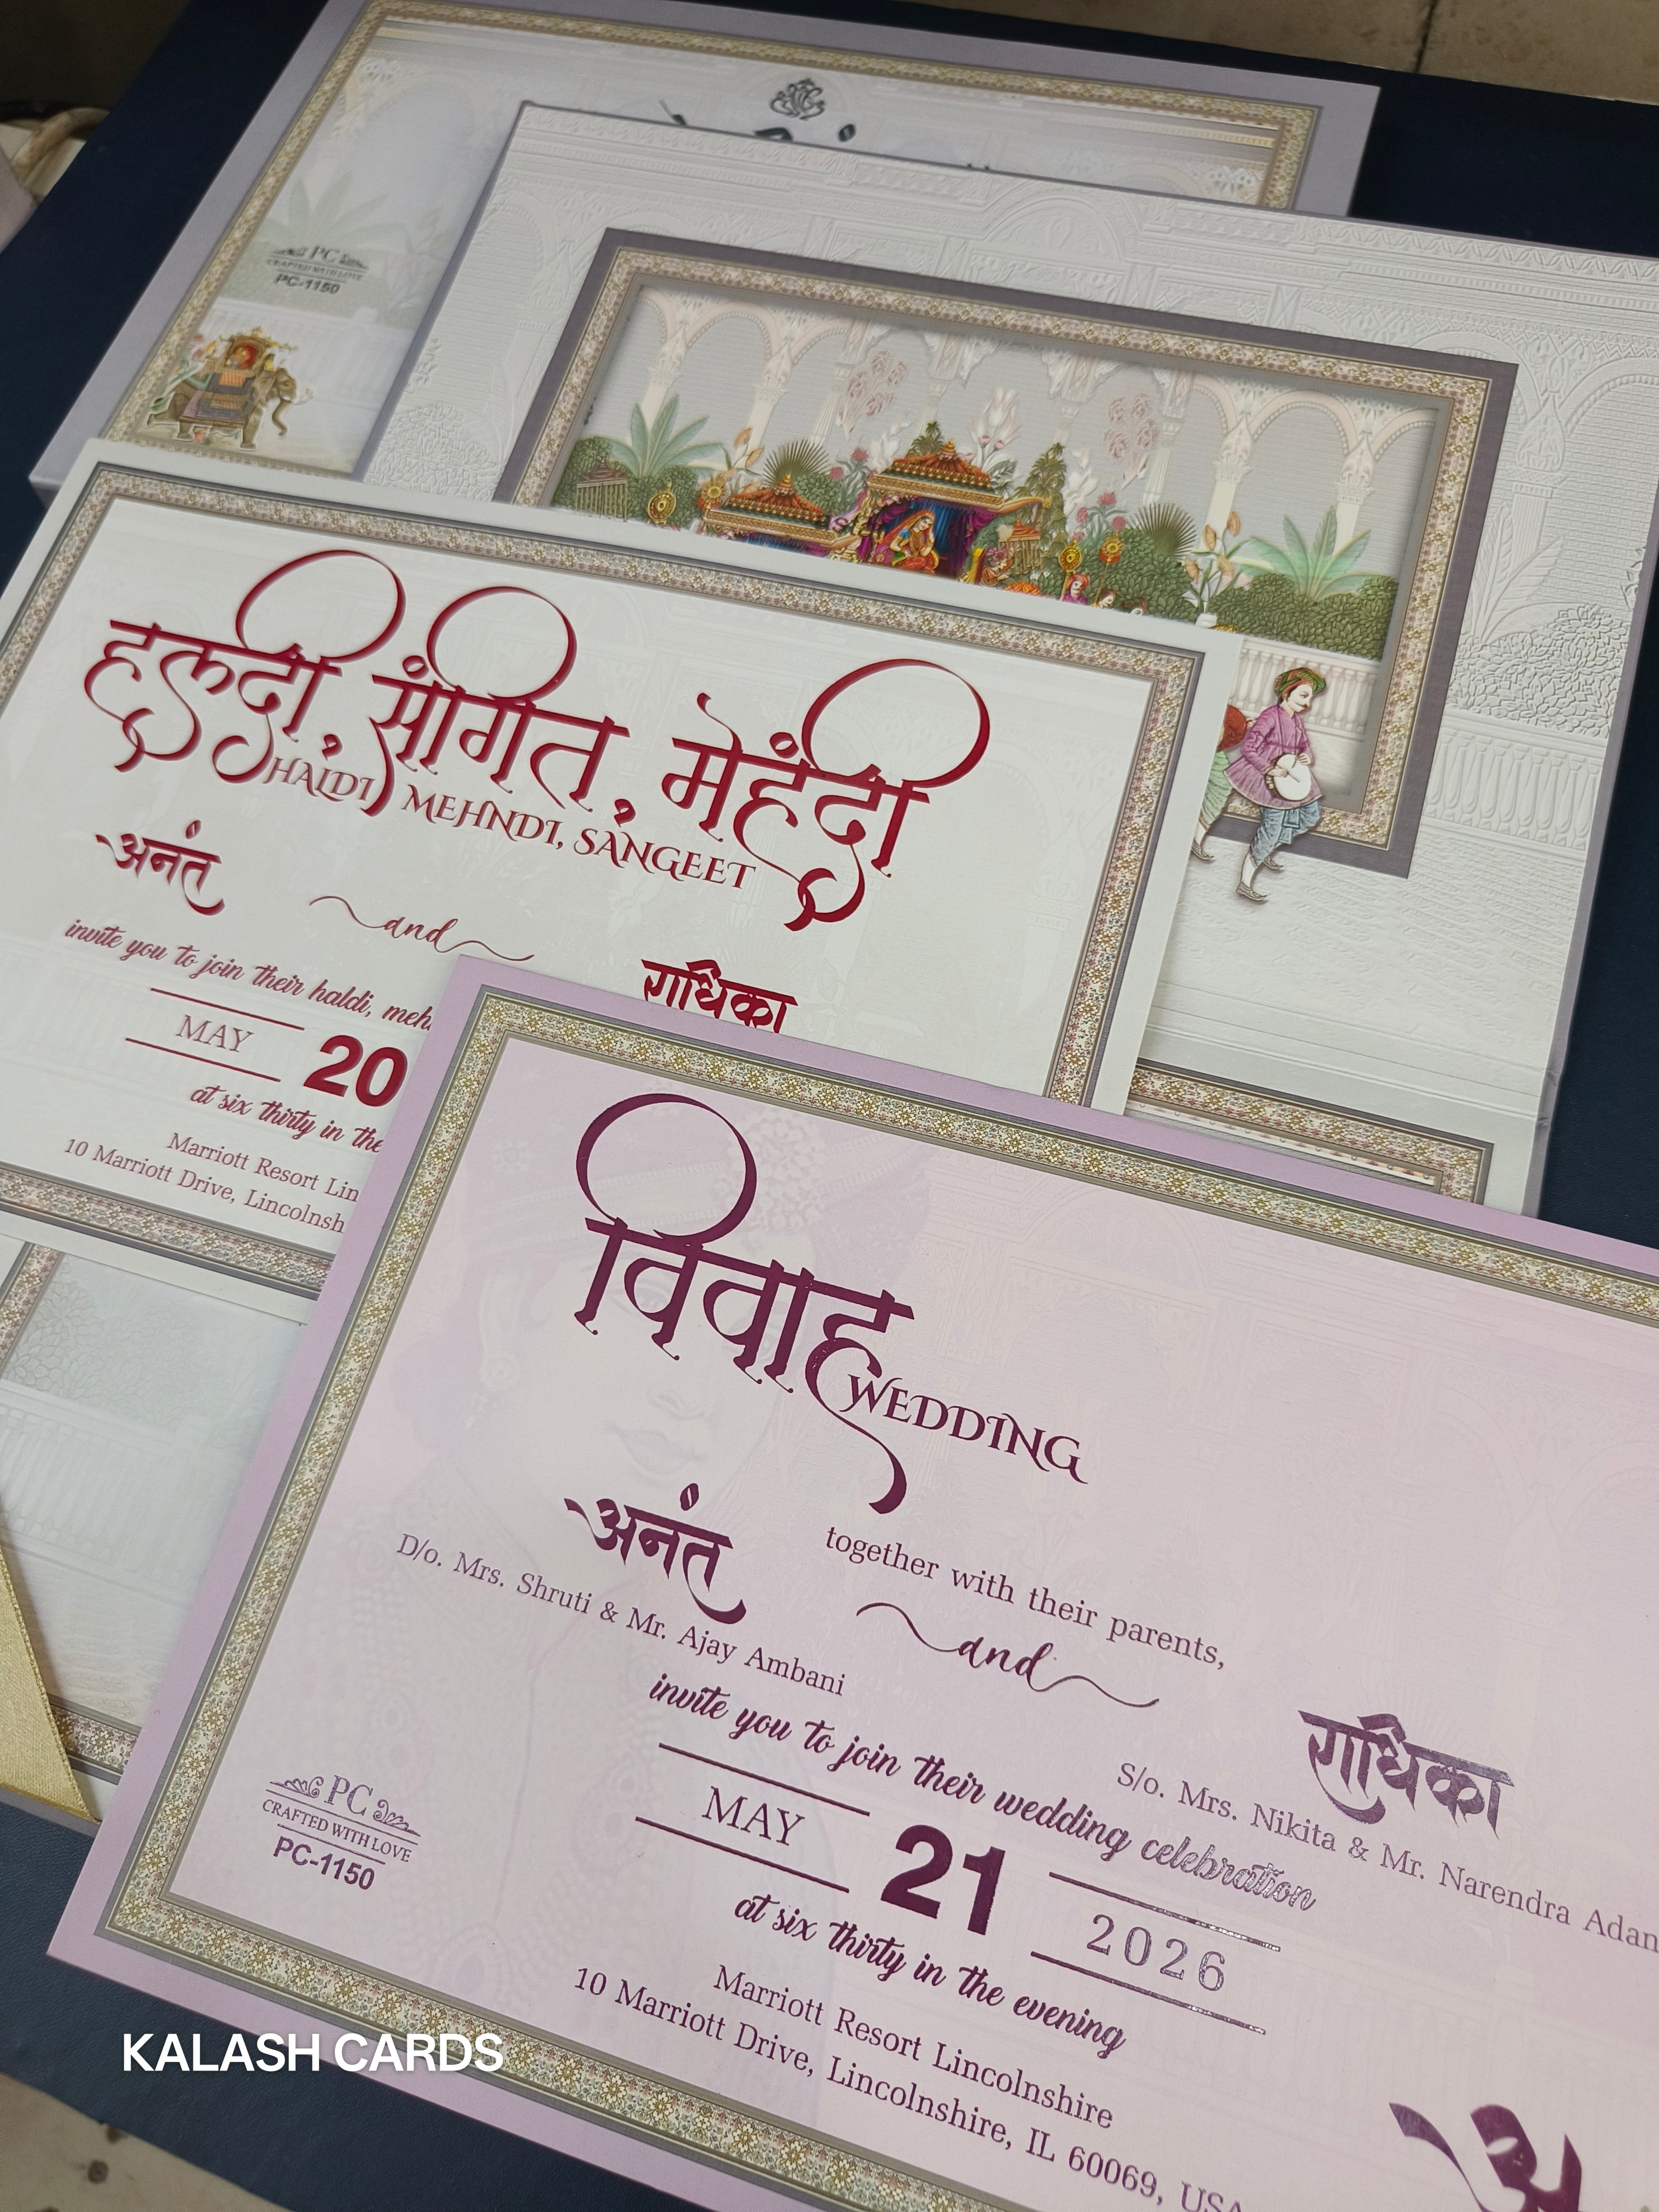 PC
CRAFTED WITH LOVE
PC-1150
हल्दी, संगित, मेहंदी
HALDI, MEHNDI, SANGEET
अनंत
and
राधिका
invite you to join their haldi,
MAY
20
at six thirty in the
Marriott Resort
10 Marriott Drive,
विवाह
WEDDING
अनंत
together with their parents,
D/o. Mrs. Shruti & Mr. Ajay Ambani
and
राधिका
S/o. Mrs. Nikita & Mr. Narendra
invite you to join their wedding celebration
MAY
21
2026
at six thirty in the evening
Marriott Resort Lincolnshire
10 Marriott Drive, Lincolnshire, IL 60069, USA
PC
CRAFTED WITH LOVE
PC-1150
KALASH CARDS